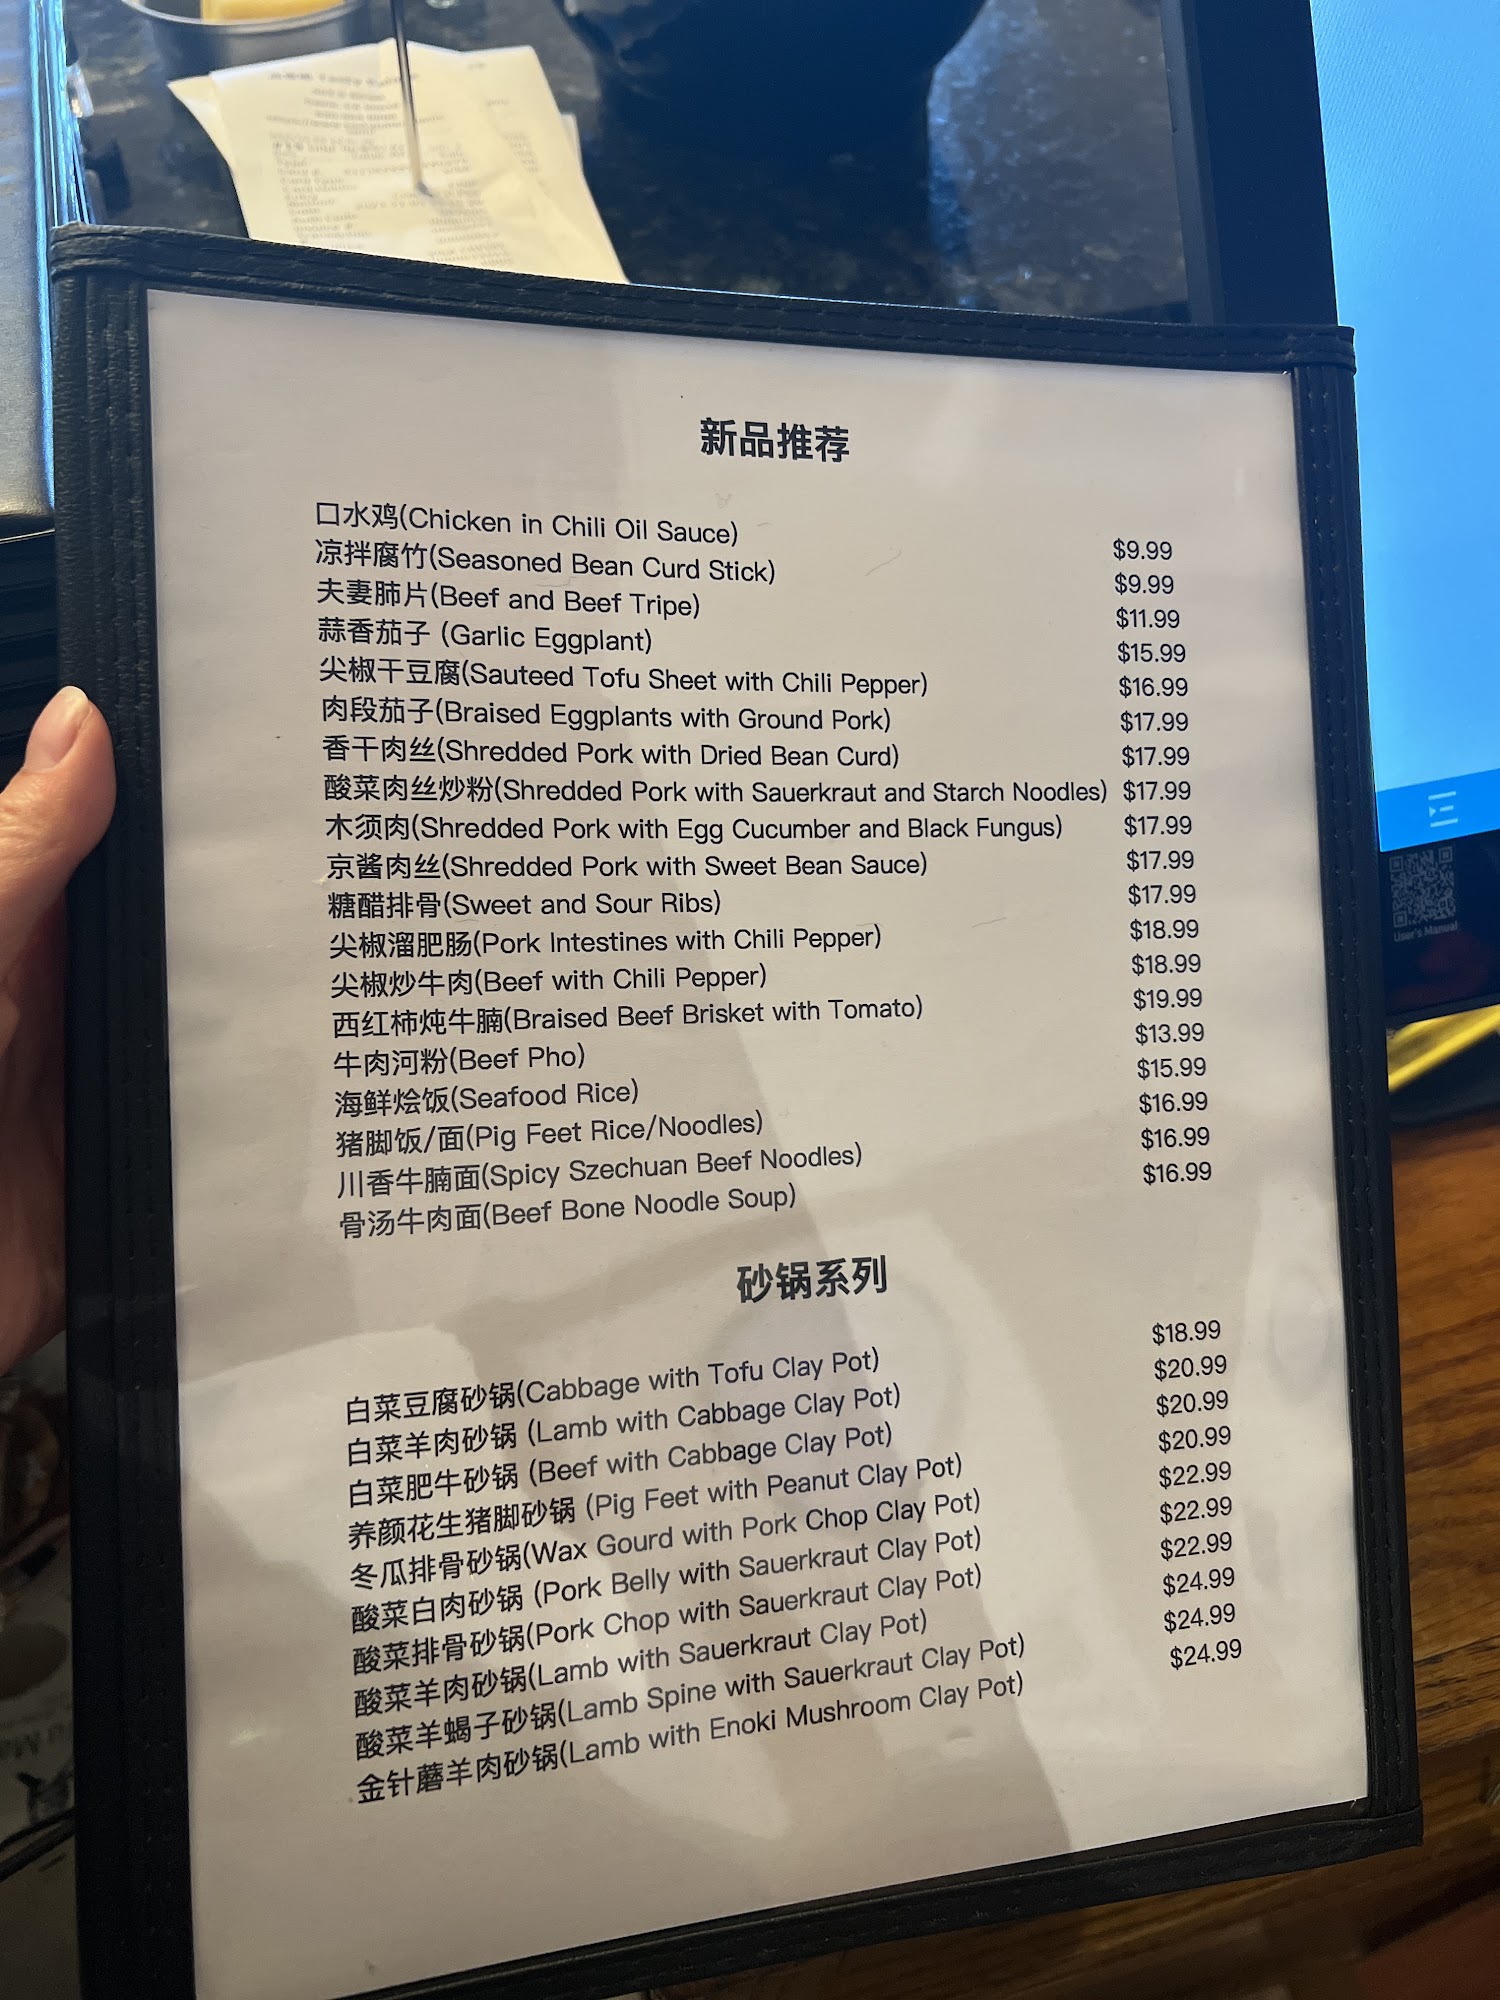 新品推荐
口水鸡(Chicken in Chili Oil Sauce) $9.99
凉拌腐竹(Seasoned Bean Curd Stick) $9.99
夫妻肺片(Beef and Beef Tripe) $11.99
蒜香茄子 (Garlic Eggplant) $15.99
尖椒干豆腐(Sauteed Tofu Sheet with Chili Pepper) $16.99
肉段茄子(Braised Eggplants with Ground Pork) $17.99
香干肉丝(Shredded Pork with Dried Bean Curd) $17.99
酸菜肉丝炒粉(Shredded Pork with Sauerkraut and Starch Noodles) $17.99
木须肉(Shredded Pork with Egg Cucumber and Black Fungus) $17.99
京酱肉丝(Shredded Pork with Sweet Bean Sauce) $17.99
糖醋排骨(Sweet and Sour Ribs) $17.99
尖椒溜肥肠(Pork Intestines with Chili Pepper) $18.99
尖椒炒牛肉(Beef with Chili Pepper) $18.99
西红柿炖牛腩(Braised Beef Brisket with Tomato) $19.99
牛肉河粉(Beef Pho) $13.99
海鲜烩饭(Seafood Rice) $15.99
猪脚饭/面(Pig Feet Rice/Noodles) $16.99
川香牛腩面(Spicy Szechuan Beef Noodles) $16.99
骨汤牛肉面(Beef Bone Noodle Soup) $16.99
砂锅系列
白菜豆腐砂锅(Cabbage with Tofu Clay Pot) $18.99
白菜羊肉砂锅 (Lamb with Cabbage Clay Pot) $20.99
白菜肥牛砂锅 (Beef with Cabbage Clay Pot) $20.99
养颜花生猪脚砂锅 (Pig Feet with Peanut Clay Pot) $20.99
冬瓜排骨砂锅(Wax Gourd with Pork Chop Clay Pot) $22.99
酸菜白肉砂锅 (Pork Belly with Sauerkraut Clay Pot) $22.99
酸菜排骨砂锅(Pork Chop with Sauerkraut Clay Pot) $22.99
酸菜羊肉砂锅(Lamb with Sauerkraut Clay Pot) $24.99
酸菜羊蝎子砂锅(Lamb Spine with Sauerkraut Clay Pot) $24.99
金针蘑羊肉砂锅(Lamb with Enoki Mushroom Clay Pot) $24.99
User's Manual